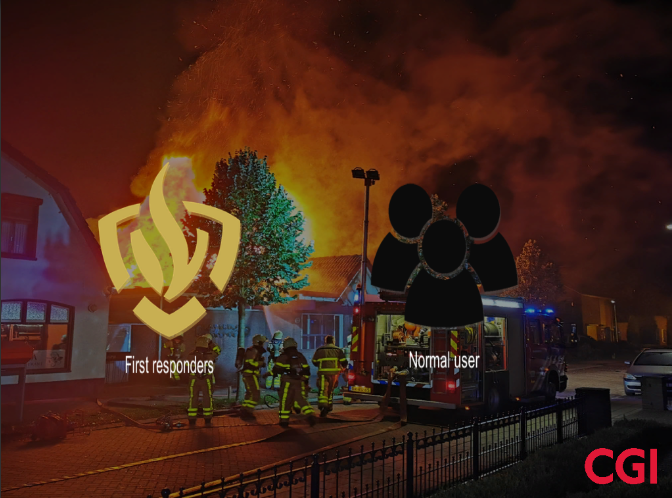 First responders
Normal user
CGI